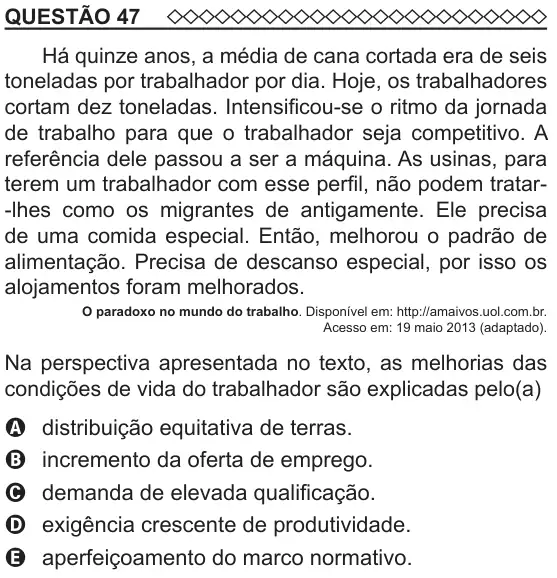 QUESTÃO 47
Há quinze anos, a média de cana cortada era de seis
toneladas por trabalhador por dia. Hoje, os trabalhadores
cortam dez toneladas. Intensificou-se o ritmo da jornada
de trabalho para que o trabalhador seja competitivo. A
referência dele passou a ser a máquina. As usinas, para
terem um trabalhador com esse perfil, não podem tratar-
-lhes como os migrantes de antigamente. Ele precisa
de uma comida especial. Então, melhorou o padrão de
alimentação. Precisa de descanso especial, por isso os
alojamentos foram melhorados.
O paradoxo no mundo do trabalho. Disponível em: http://amaivos.uol.com.br.
Acesso em: 19 maio 2013 (adaptado).
Na perspectiva apresentada no texto, as melhorias das
condições de vida do trabalhador são explicadas pelo(a)
A distribuição equitativa de terras.
B incremento da oferta de emprego.
C demanda de elevada qualificação.
D exigência crescente de produtividade.
E aperfeiçoamento do marco normativo.